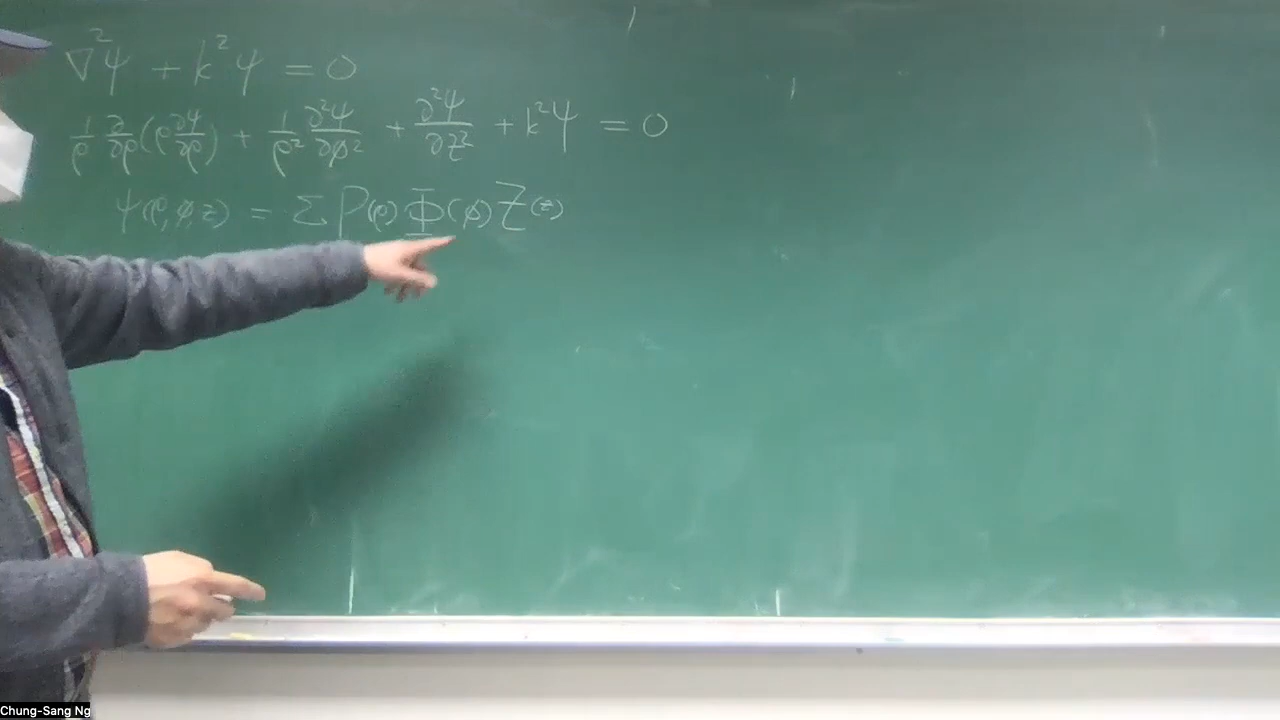 ∇²ψ + k²ψ = 0
1/ρ ∂/∂ρ(ρ ∂ψ/∂ρ) + 1/ρ² ∂²ψ/∂φ² + ∂²ψ/∂z² + k²ψ = 0
ψ(ρ,φ,z) = Σ P(ρ) Φ(φ) Z(z)
Chung-Sang Ng